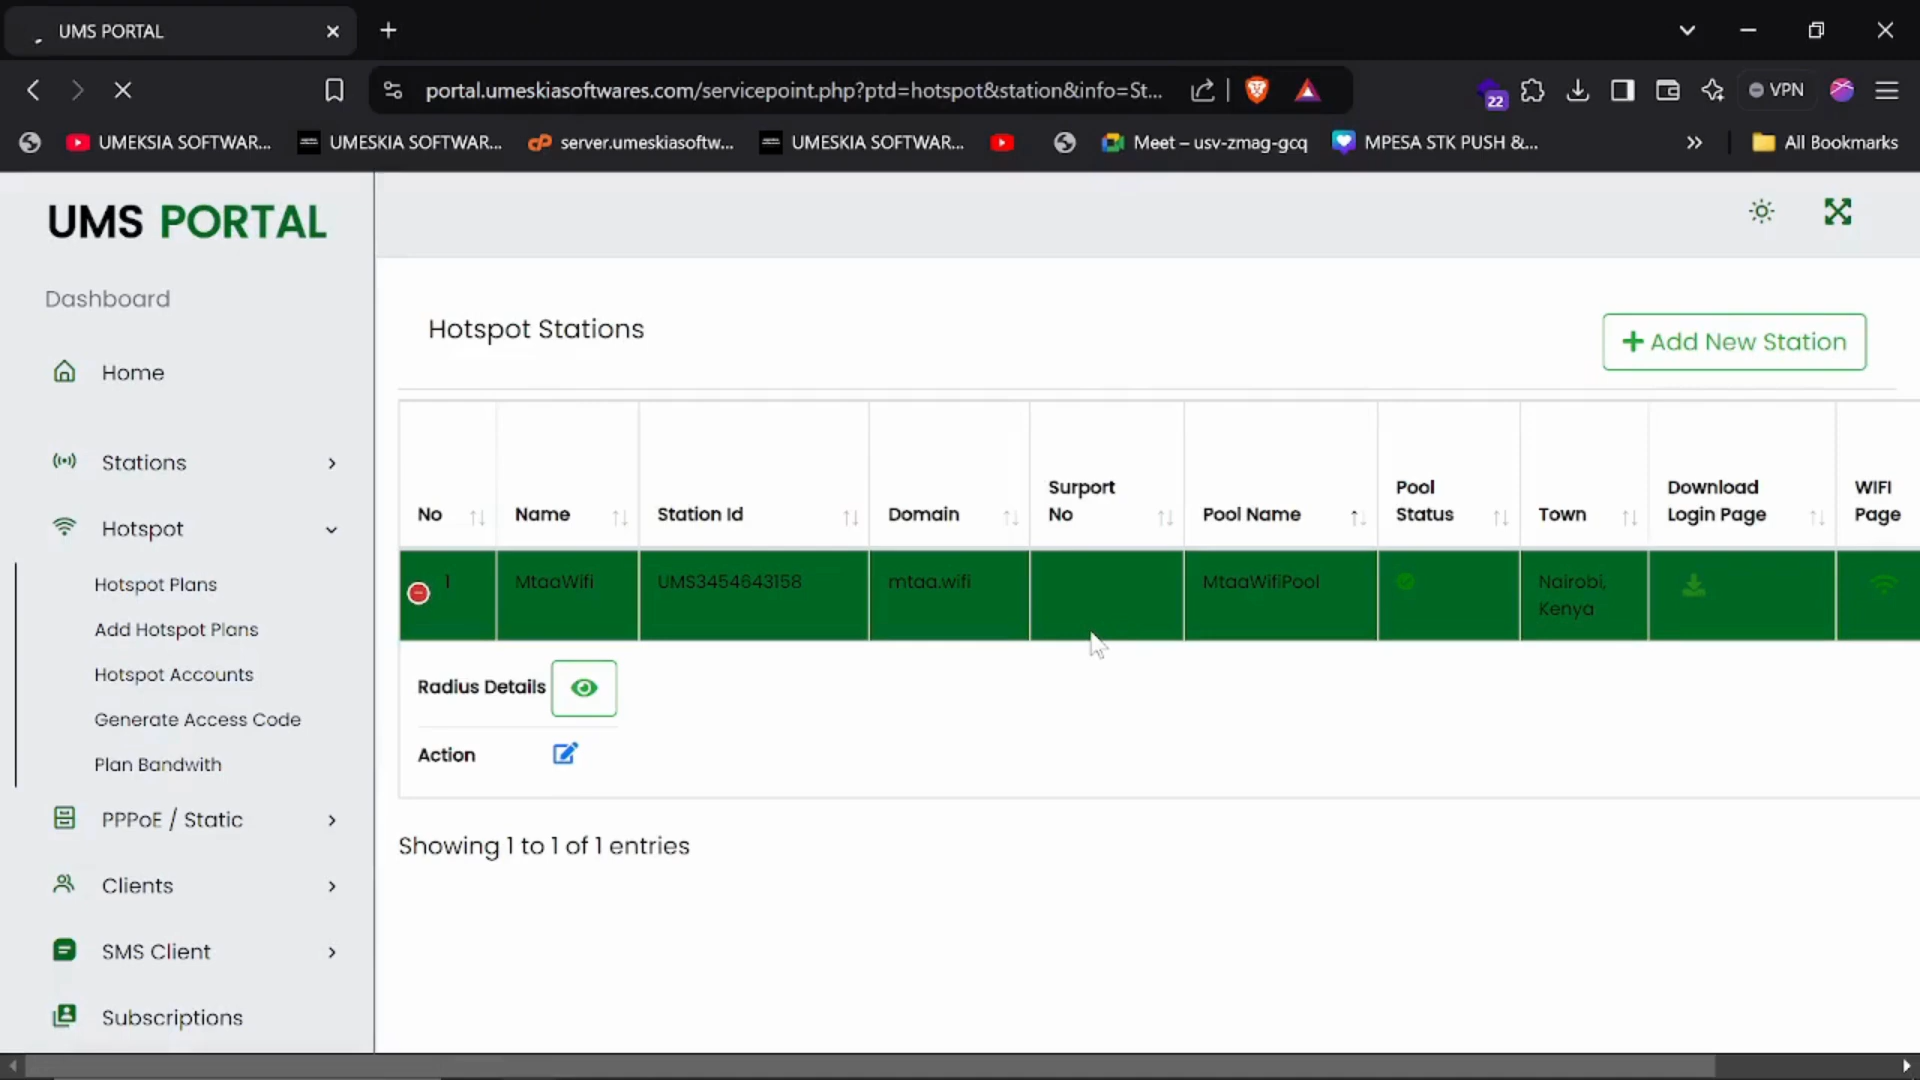 UMS PORTAL
portal.umeskiasoftwares.com/servicepoint.php?ptd=hotspot&station&info=St...
22
VPN
UMEKSIA SOFTWAR...
UMESKIA SOFTWAR...
server.umeskiasoftw...
UMESKIA SOFTWAR...
Meet – usv-zmag-gcq
MPESA STK PUSH &...
All Bookmarks
UMS PORTAL
Dashboard
Home
Stations
Hotspot
Hotspot Plans
Add Hotspot Plans
Hotspot Accounts
Generate Access Code
Plan Bandwith
PPPoE / Static
Clients
SMS Client
Subscriptions
Hotspot Stations
Add New Station
No
Name
Station Id
Domain
Surport
No
Pool Name
Pool
Status
Town
Download
Login Page
WIFI
Page
1
MtaaWifi
UMS3454643158
mtaa.wifi
MtaaWifiPool
Nairobi,
Kenya
Radius Details
Action
Showing 1 to 1 of 1 entries